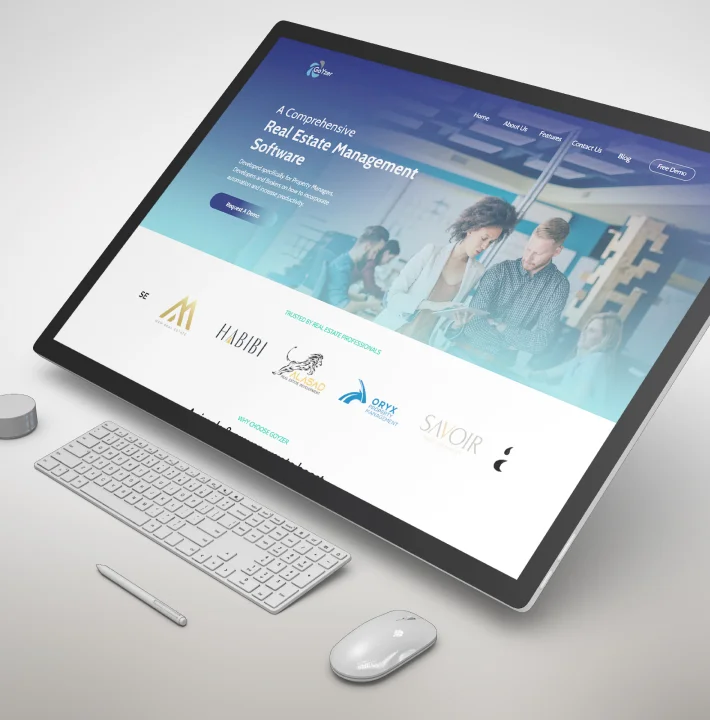 GoYzer
Home
About Us
Features
Contact Us
Blog
Free Demo
A Comprehensive
Real Estate Management
Software
Developed specifically for Property Managers,
Developers and Brokers on how to incorporate
automation and increase productivity.
Request A Demo
TRUSTED BY REAL ESTATE PROFESSIONALS
SE
HABIBI
ALASAD
ORYX
PROPERTY
MANAGEMENT
SAVOIR
WHY CHOOSE GOYZER